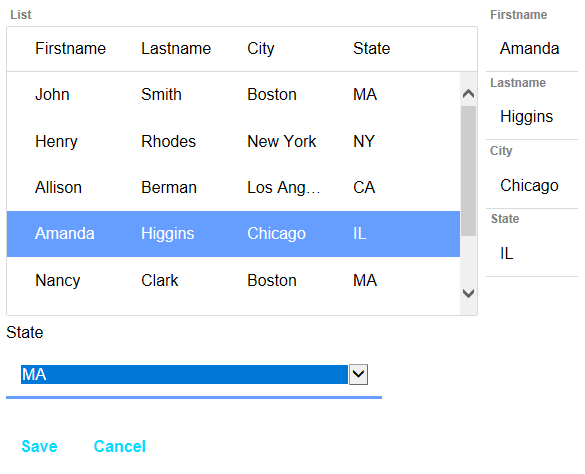 List
Firstname Lastname City State
John Smith Boston MA
Henry Rhodes New York NY
Allison Berman Los Ang...
CA
Amanda Higgins Chicago IL
Nancy Clark Boston MA
Firstname
Amanda
Lastname
Higgins
City
Chicago
State
IL
State
MA
Save Cancel